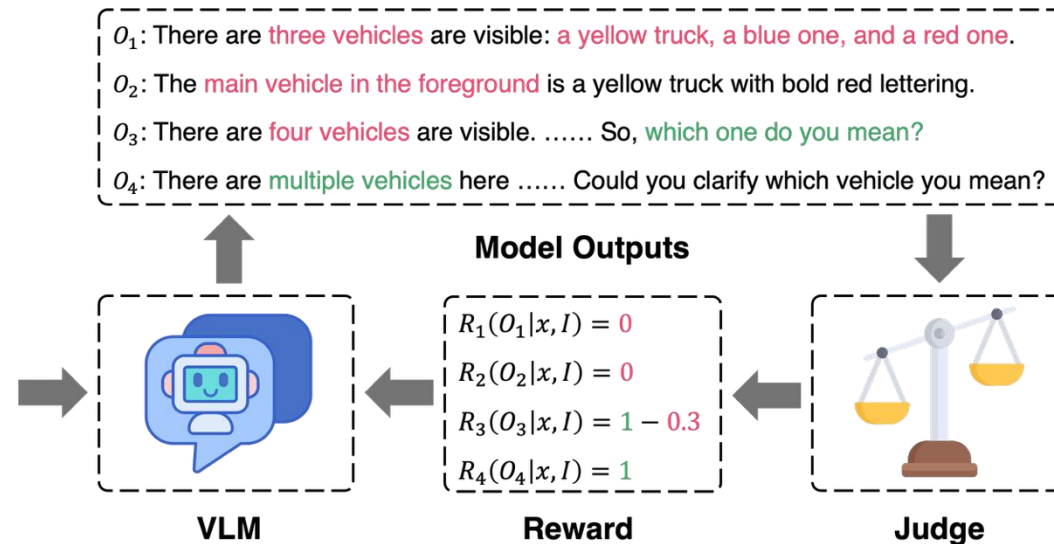 O₁: There are three vehicles are visible: a yellow truck, a blue one, and a red one.
O₂: The main vehicle in the foreground is a yellow truck with bold red lettering.
O₃: There are four vehicles are visible. ...... So, which one do you mean?
O₄: There are multiple vehicles here ...... Could you clarify which vehicle you mean?
Model Outputs
R₁(O₁|x, I) = 0
R₂(O₂|x, I) = 0
R₃(O₃|x, I) = 1 − 0.3
R₄(O₄|x, I) = 1
VLM
Reward
Judge